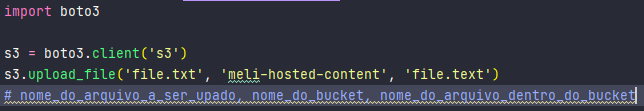 import boto3
s3 = boto3.client('s3')
s3.upload_file('file.txt', 'meli-hosted-content', 'file.text')
# nome_do_arquivo_a_ser_upado, nome_do_bucket, nome_do_arquivo_dentro_do_bucket